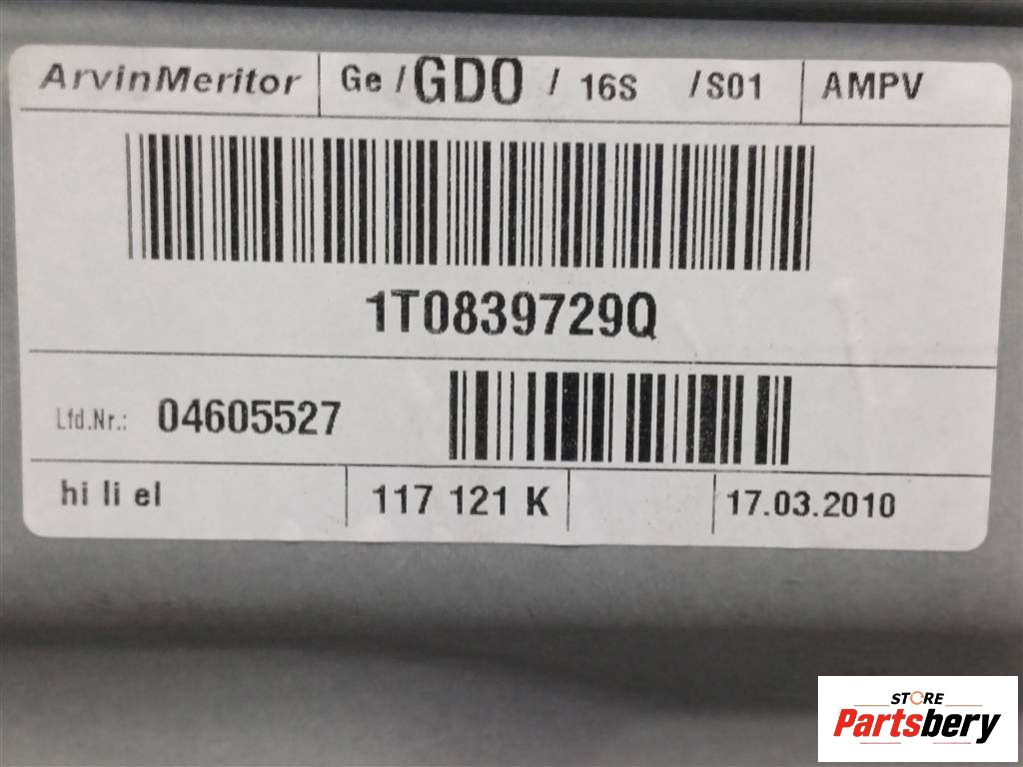 ArvinMeritor Ge / GDO / 16S /S01 AMPV
1T0839729Q
Lfd.Nr.: 04605527
hi li el 117 121 K 17.03.2010
STORE
Partsbery